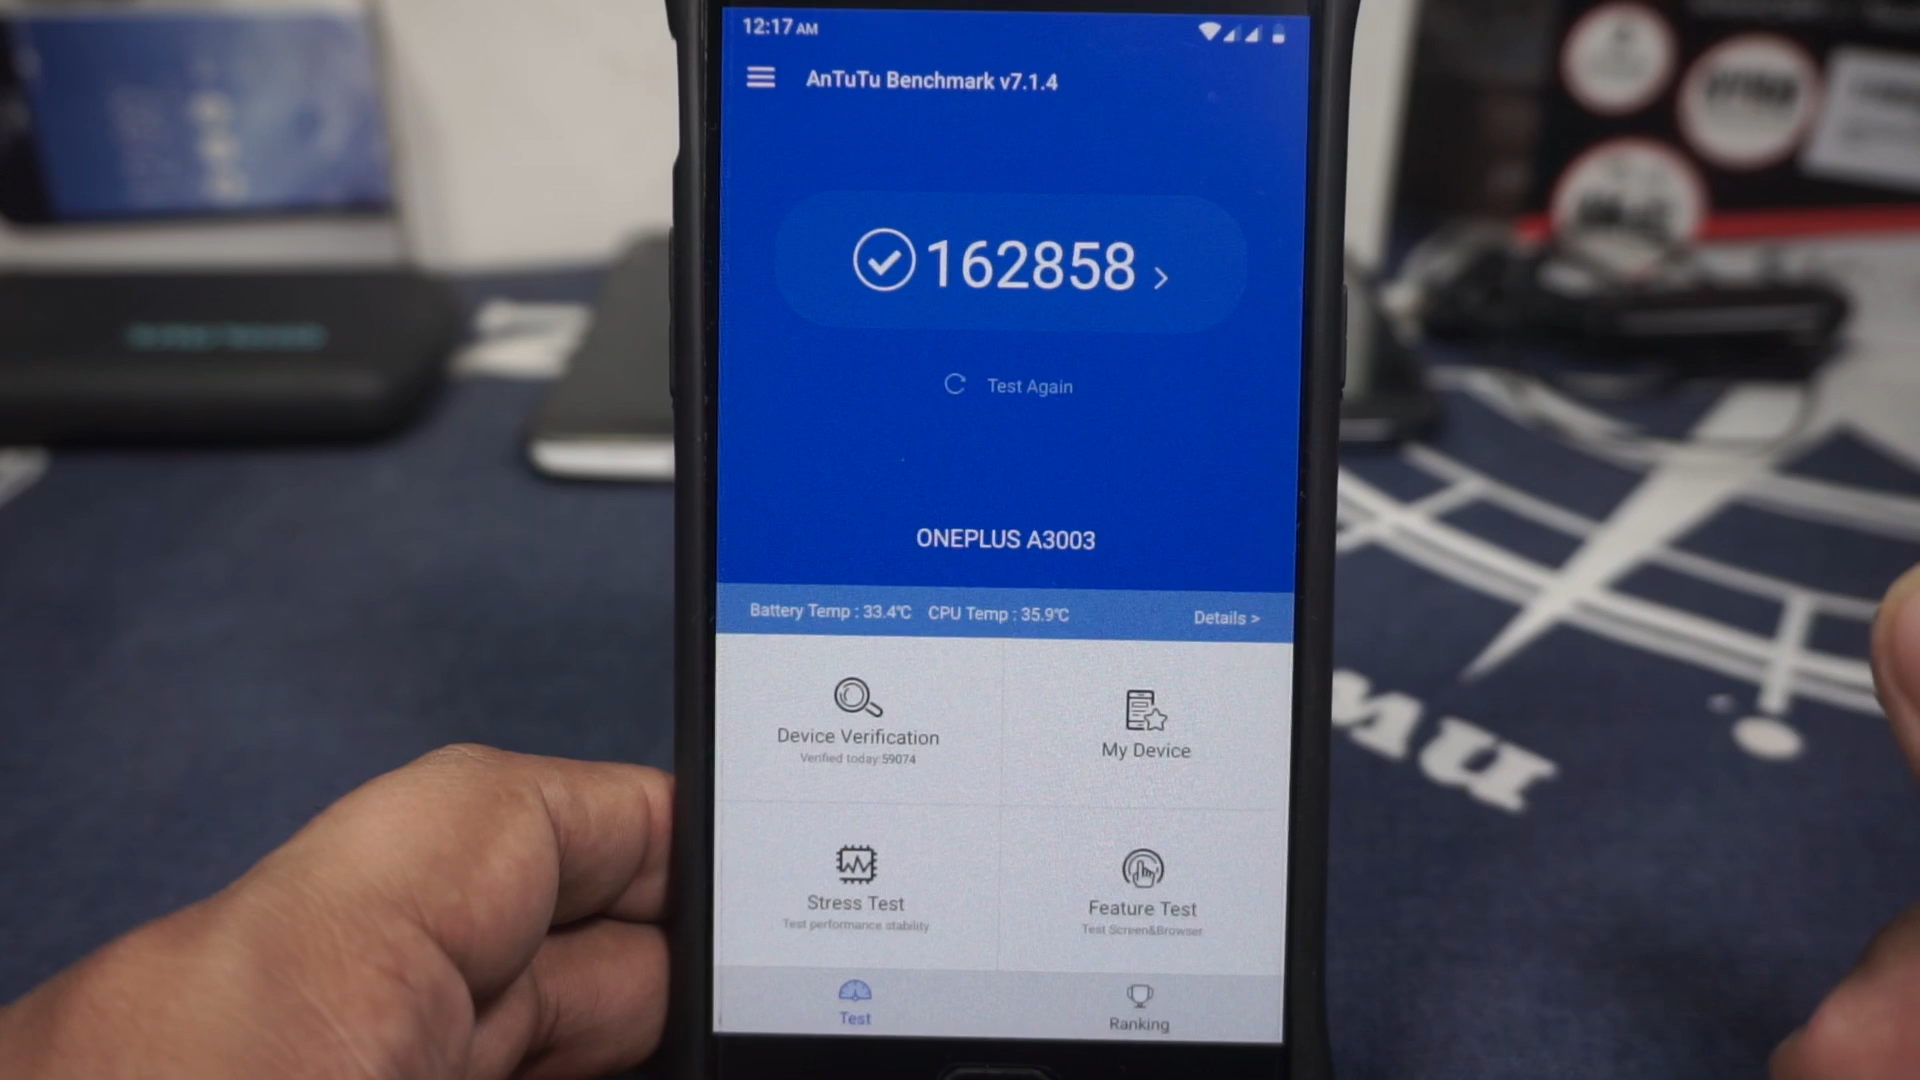 12:17 AM
AnTuTu Benchmark v7.1.4
162858 >
Test Again
ONEPLUS A3003
Battery Temp : 33.4℃ CPU Temp : 35.9℃ Details >
Device Verification
Verified today:59074
My Device
Stress Test
Test performance stability
Feature Test
Test Screen&Browser
Test
Ranking
nw